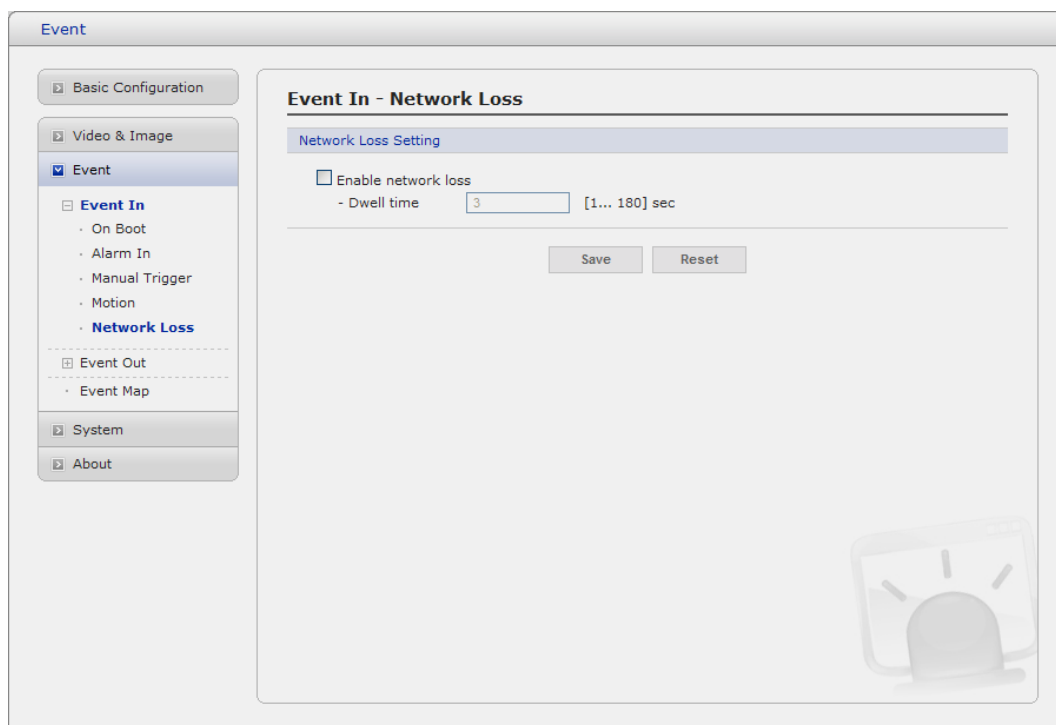 Event
Basic Configuration
Video & Image
Event
Event In
On Boot
Alarm In
Manual Trigger
Motion
Network Loss
Event Out
Event Map
System
About
Event In - Network Loss
Network Loss Setting
Enable network loss
- Dwell time 3 [1... 180] sec
Save Reset